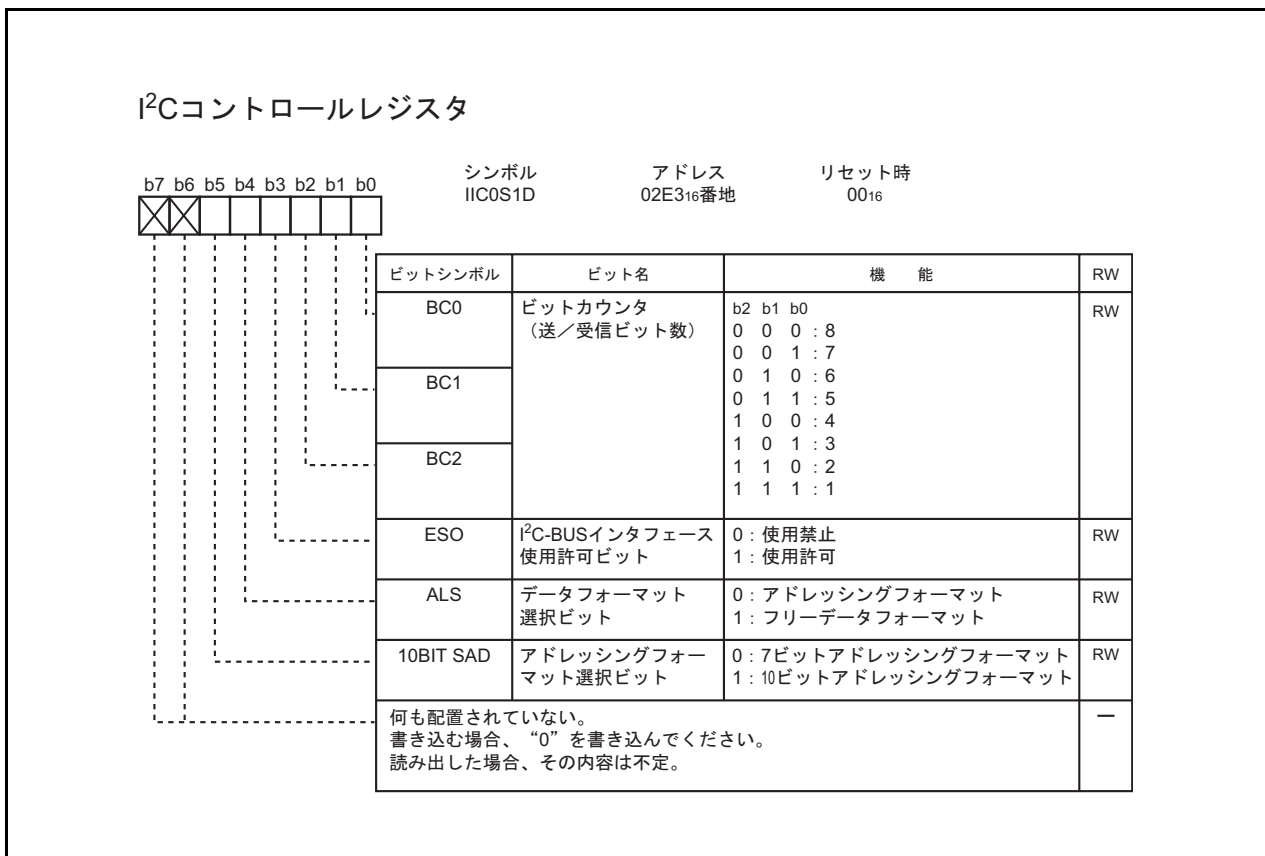 I²Cコントロールレジスタ
シンボル アドレス リセット時
b7 b6 b5 b4 b3 b2 b1 b0 IIC0S1D 02E316番地 0016
ビットシンボル ビット名 機 能 RW
BC0 ビットカウンタ b2 b1 b0 RW
（送／受信ビット数） 0 0 0 : 8
0 0 1 : 7
BC1 0 1 0 : 6
0 1 1 : 5
1 0 0 : 4
BC2 1 0 1 : 3
1 1 0 : 2
1 1 1 : 1
ESO I²C-BUSインタフェース 0：使用禁止 RW
使用許可ビット 1：使用許可
ALS データフォーマット 0：アドレッシングフォーマット RW
選択ビット 1：フリーデータフォーマット
10BIT SAD アドレッシングフォー 0：7ビットアドレッシングフォーマット RW
マット選択ビット 1：10ビットアドレッシングフォーマット
何も配置されていない。 ー
書き込む場合、“0”を書き込んでください。
読み出した場合、その内容は不定。